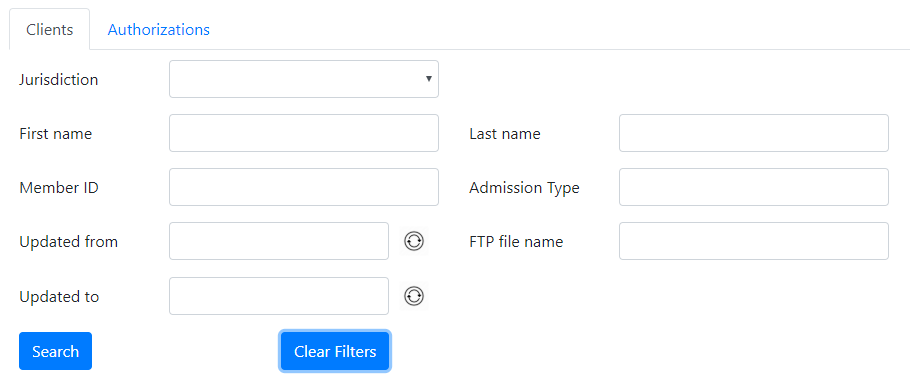 Clients Authorizations
Jurisdiction
First name Last name
Member ID Admission Type
Updated from FTP file name
Updated to
Search Clear Filters